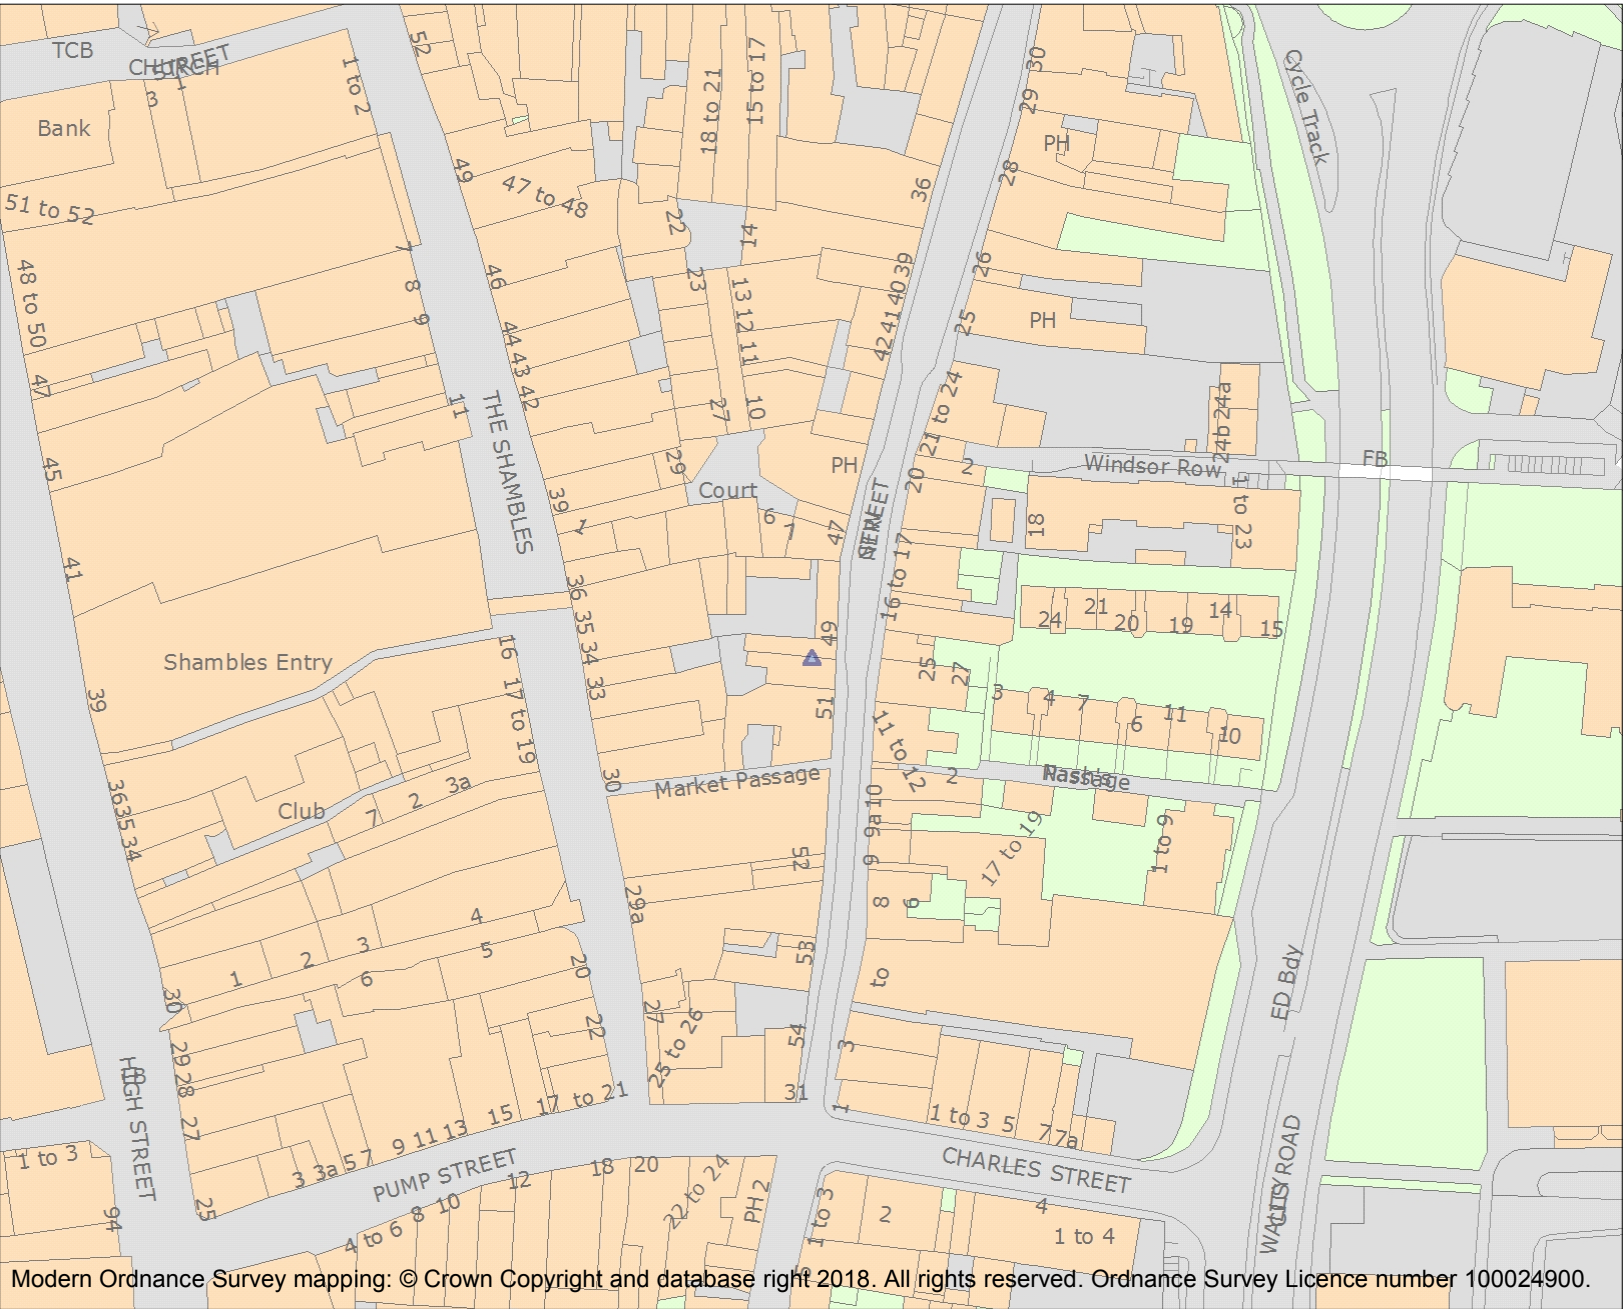 TCB
CHURCH
STREET
3
1 to 2
52
Bank
51 to 52
48 to 50
47
45
41
39
36
35
34
30
29
28
27
25
49
47 to 48
18 to 21
15 to 17
22
14
23
13
12
11
10
27
29
Court
6
7
47
PH
36
39
40
41
42
30
29
28
PH
26
25
PH
21 to 24
20
2
Windsor Row
FB
Cycle Track
24a
24b
1 to 23
18
7
8
9
11
THE SHAMBLES
46
44
43
42
39
1
36
35
34
33
30
NEW
STREET
16 to 17
24
21
20
19
14
15
Shambles Entry
16
17 to 19
49
51
25
27
3
4
7
6
11
10
11 to 12
2
Passage
Market Passage
Club
7
2
3a
52
10
9a
9
8
6
to
17 to 19
1 to 9
29a
53
54
1
2
3
4
5
6
20
22
27
25 to 26
31
3
1
1 to 3
5
7
7a
HIGH STREET
1 to 3
94
3
3a
5
7
9
11
13
15
17 to 21
PUMP STREET
4 to 6
8
10
12
18
20
22 to 24
PH
2
1 to 3
2
4
1 to 4
CHARLES STREET
ED Bdy
CITY WALLS ROAD
Modern Ordnance Survey mapping: © Crown Copyright and database right 2018. All rights reserved. Ordnance Survey Licence number 100024900.